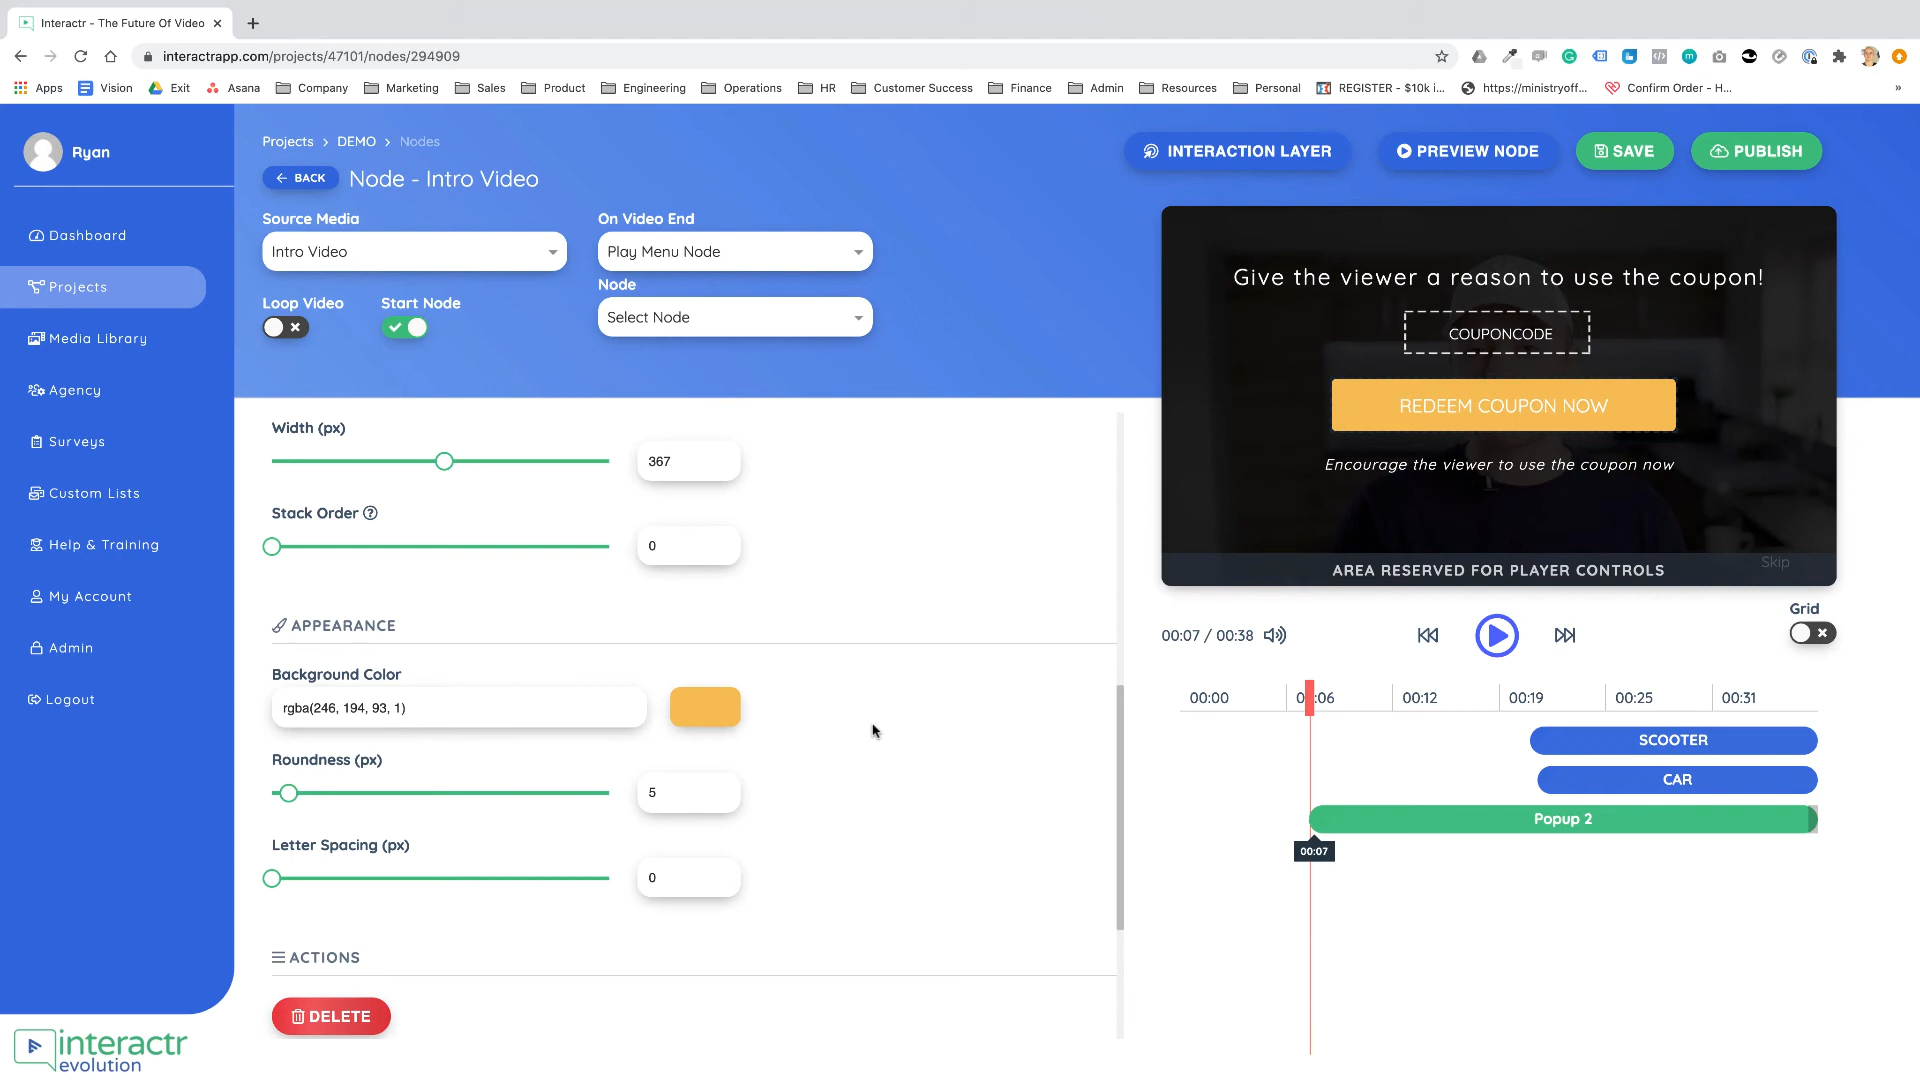 Interactr - The Future Of Video
interactrapp.com/projects/47101/nodes/294909
Apps Vision Exit Asana Company Marketing Sales Product Engineering Operations HR Customer Success Finance Admin Resources Personal REGISTER - $10k i... https://ministryoff... Confirm Order - H... »
Ryan
Dashboard
Projects
Media Library
Agency
Surveys
Custom Lists
Help & Training
My Account
Admin
Logout
interactr
evolution
Projects > DEMO > Nodes
BACK Node - Intro Video
INTERACTION LAYER PREVIEW NODE SAVE PUBLISH
Source Media On Video End
Intro Video Play Menu Node
Node
Loop Video Start Node
Select Node
Width (px)
367
Stack Order
0
APPEARANCE
Background Color
rgba(246, 194, 93, 1)
Roundness (px)
5
Letter Spacing (px)
0
ACTIONS
DELETE
Give the viewer a reason to use the coupon!
COUPONCODE
REDEEM COUPON NOW
Encourage the viewer to use the coupon now
Skip
AREA RESERVED FOR PLAYER CONTROLS
Grid
00:07 / 00:38
00:00 00:06 00:12 00:19 00:25 00:31
SCOOTER
CAR
Popup 2
00:07